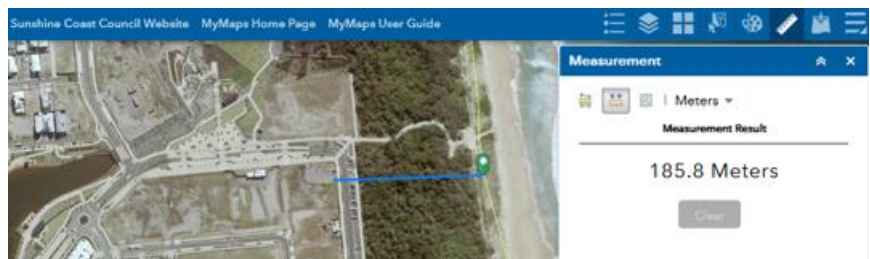 Sunshine Coast Council Website MyMaps Home Page MyMaps User Guide
Measurement
Meters
Measurement Result
185.8 Meters
Clear